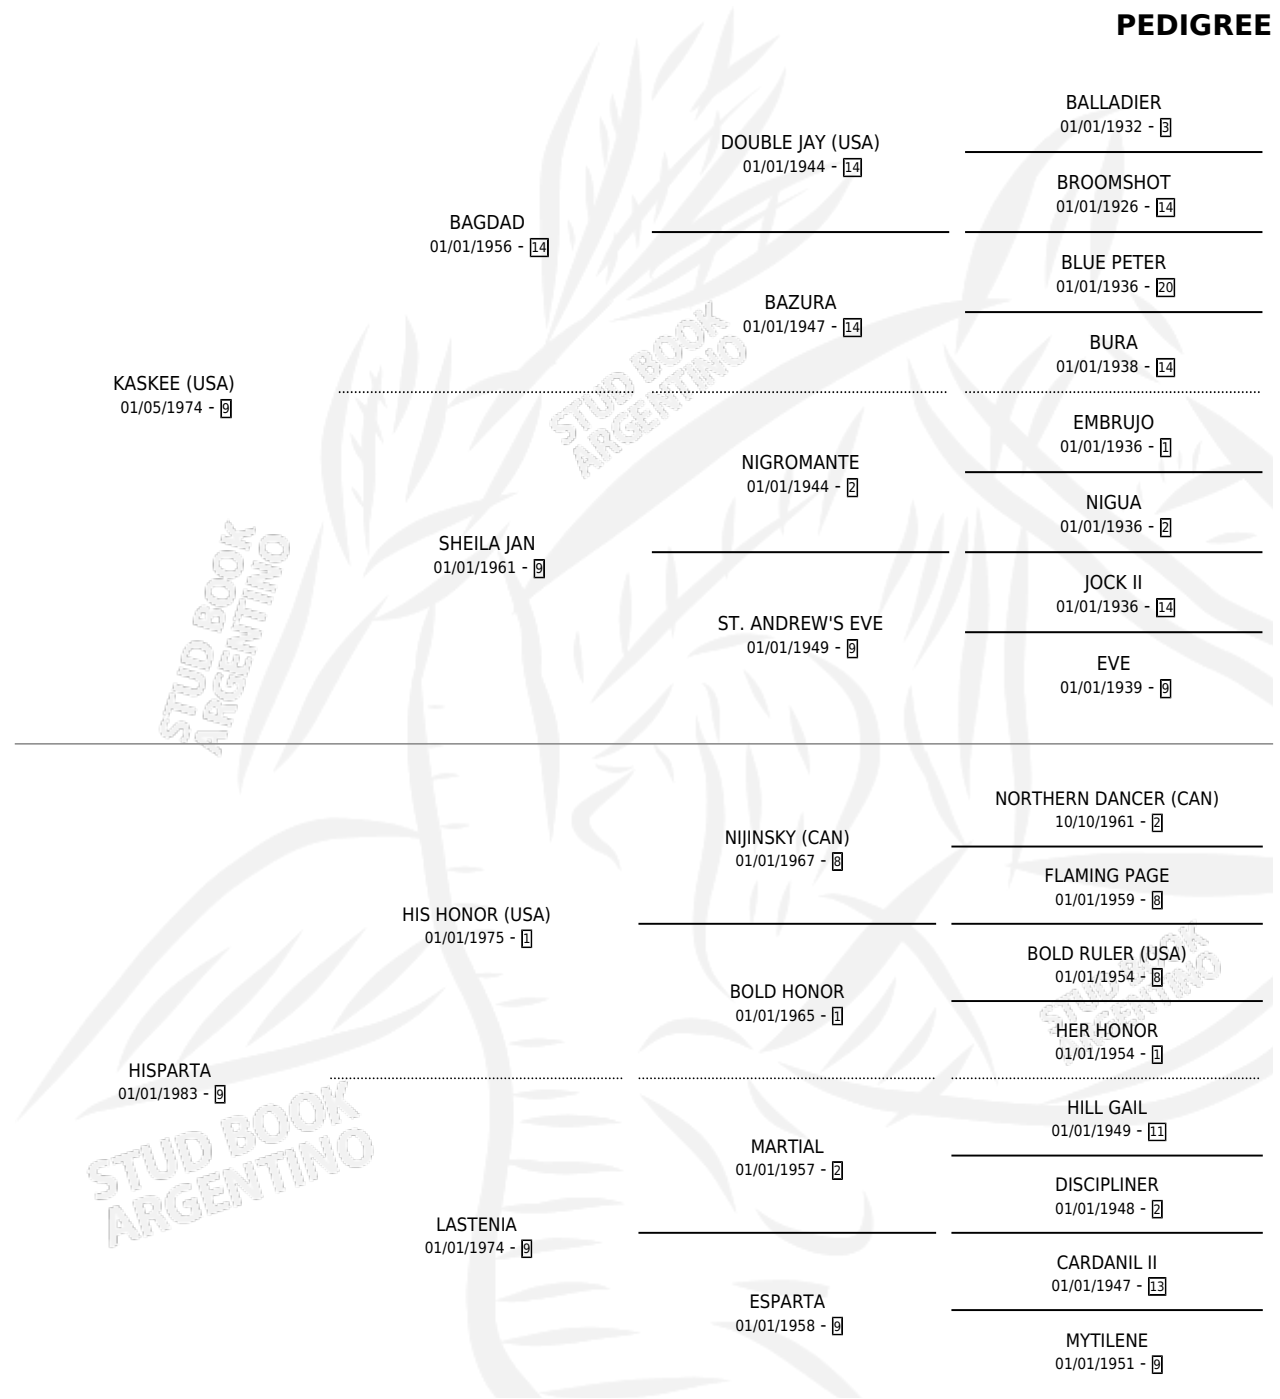 PEDIGREE
BALLADIER
01/01/1932 - 3
DOUBLE JAY (USA)
01/01/1944 - 14
BROOMSHOT
01/01/1926 - 14
BAGDAD
01/01/1956 - 14
BLUE PETER
01/01/1936 - 20
BAZURA
01/01/1947 - 14
BURA
01/01/1938 - 14
KASKEE (USA)
01/05/1974 - 9
EMBRUJO
01/01/1936 - 1
NIGROMANTE
01/01/1944 - 2
NIGUA
01/01/1936 - 2
SHEILA JAN
01/01/1961 - 9
JOCK II
01/01/1936 - 14
ST. ANDREW'S EVE
01/01/1949 - 9
EVE
01/01/1939 - 9
NORTHERN DANCER (CAN)
10/10/1961 - 2
NIJINSKY (CAN)
01/01/1967 - 8
FLAMING PAGE
01/01/1959 - 8
HIS HONOR (USA)
01/01/1975 - 1
BOLD RULER (USA)
01/01/1954 - 8
BOLD HONOR
01/01/1965 - 1
HER HONOR
01/01/1954 - 1
HISPARTA
01/01/1983 - 9
HILL GAIL
01/01/1949 - 11
MARTIAL
01/01/1957 - 2
DISCIPLINER
01/01/1948 - 2
LASTENIA
01/01/1974 - 9
CARDANIL II
01/01/1947 - 13
ESPARTA
01/01/1958 - 9
MYTILENE
01/01/1951 - 9
STUD BOOK
ARGENTINO
STUD BOOK
ARGENTINO
STUD BOOK
ARGENTINO
STUD BOOK
ARGENTINO